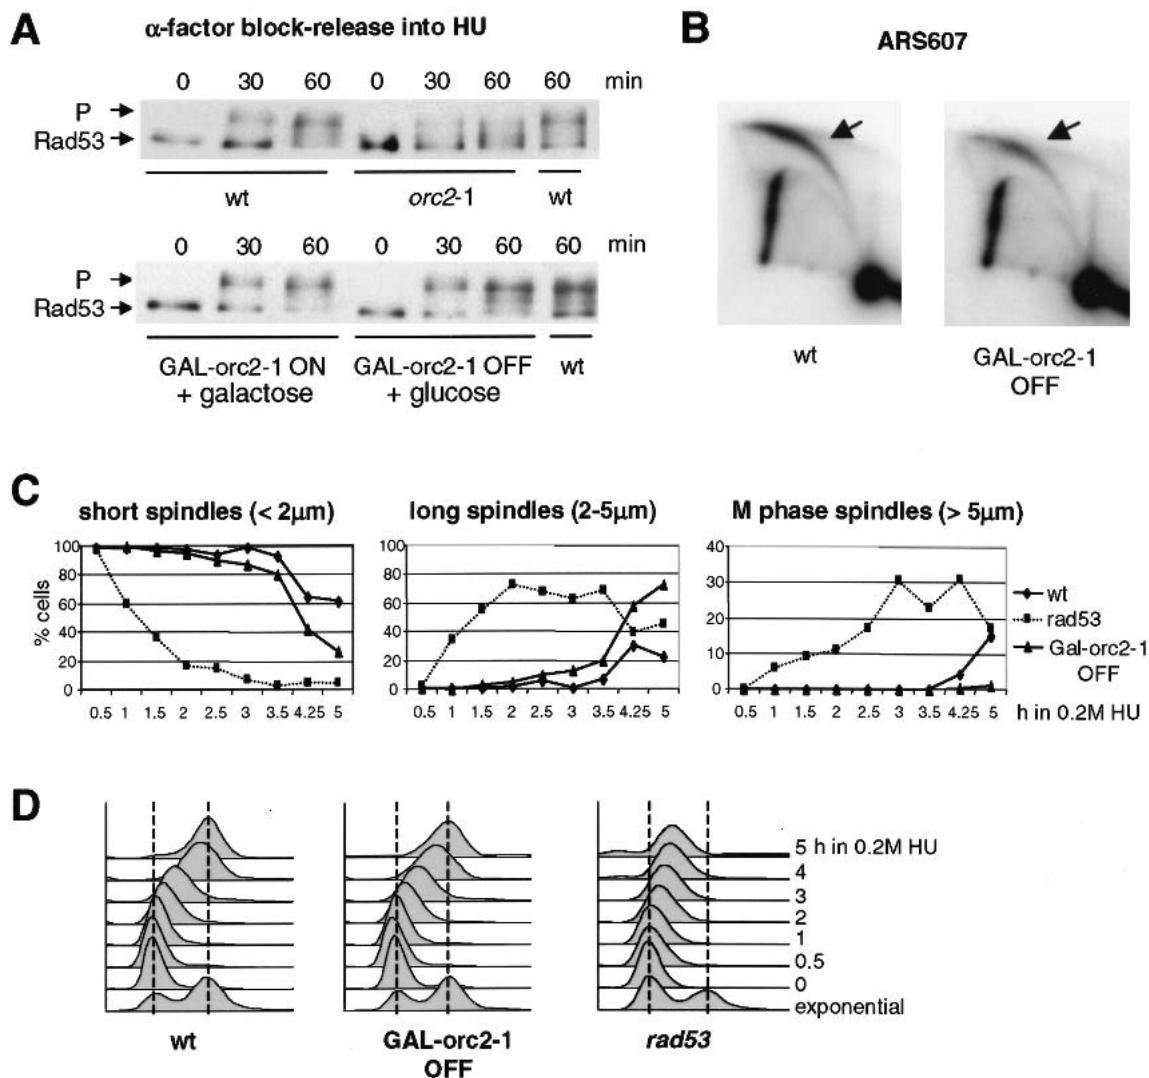 A
α-factor block-release into HU
0 30 60 0 30 60 60 min
P
Rad53
wt orc2-1 wt
0 30 60 0 30 60 60 min
P
Rad53
GAL-orc2-1 ON GAL-orc2-1 OFF wt
+ galactose + glucose
B
ARS607
wt GAL-orc2-1
OFF
C
short spindles (< 2μm) long spindles (2-5μm) M phase spindles (> 5μm)
% cells
100 100 40
80 80 30
60 60 20
40 40 10
20 20 0
0 0
wt
rad53
Gal-orc2-1
OFF
0.5 1 1.5 2 2.5 3 3.5 4.25 5 0.5 1 1.5 2 2.5 3 3.5 4.25 5 0.5 1 1.5 2 2.5 3 3.5 4.25 5 h in 0.2M HU
D
5 h in 0.2M HU
4
3
2
1
0.5
0
exponential
wt GAL-orc2-1 rad53
OFF